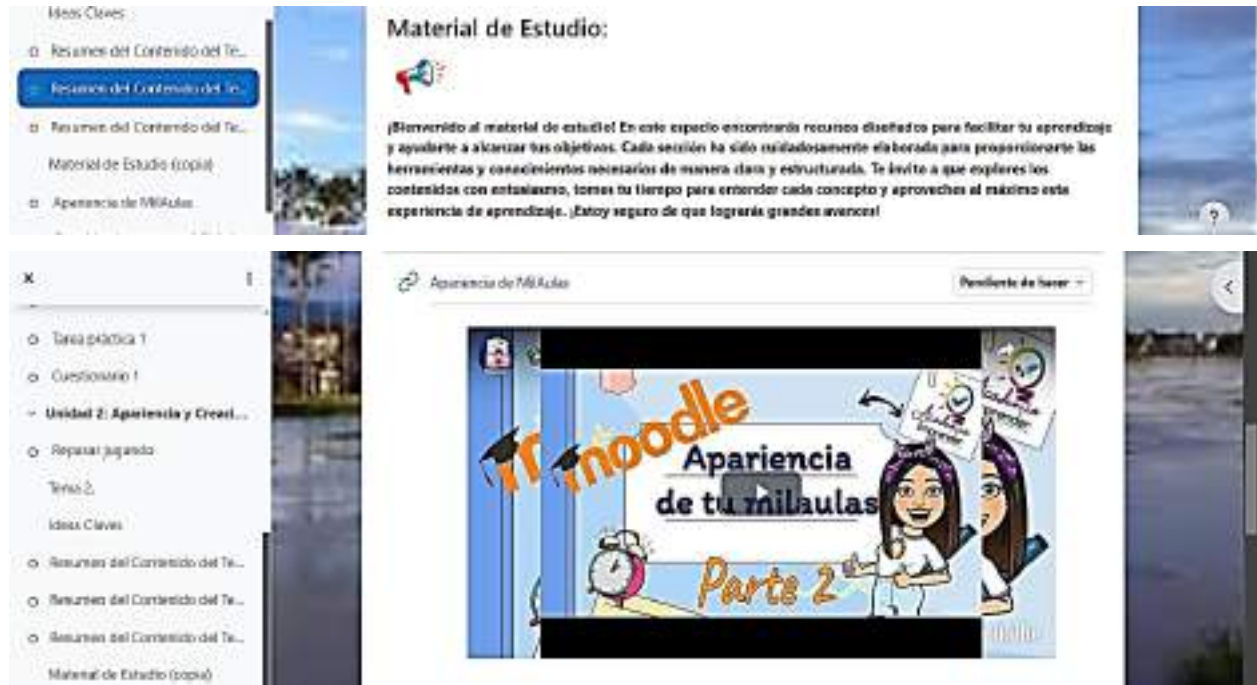 Ideas Claves
Resumen del Contenido del Te...
Resumen del Contenido del Te...
Resumen del Contenido del Te...
Material de Estudio (copia)
Apariencia de MilAulas
Material de Estudio:
¡Bienvenido al material de estudio! En este espacio encontrarás recursos diseñados para facilitar tu aprendizaje
y ayudarte a alcanzar tus objetivos. Cada sección ha sido cuidadosamente elaborada para proporcionarte las
herramientas y conocimientos necesarios de manera clara y estructurada. Te invito a que explores los
contenidos con entusiasmo, tomes tu tiempo para entender cada concepto y aproveches al máximo esta
experiencia de aprendizaje. ¡Estoy seguro de que lograrás grandes avances!
?
Tarea práctica 1
Cuestionario 1
Unidad 2: Apariencia y Creaci...
Repasar jugando
Tema 2.
Ideas Claves
Resumen del Contenido del Te...
Resumen del Contenido del Te...
Resumen del Contenido del Te...
Material de Estudio (copia)
Apariencia de MilAulas
Pendiente de hacer
moodle
Apariencia
de tu milaulas
Parte 2